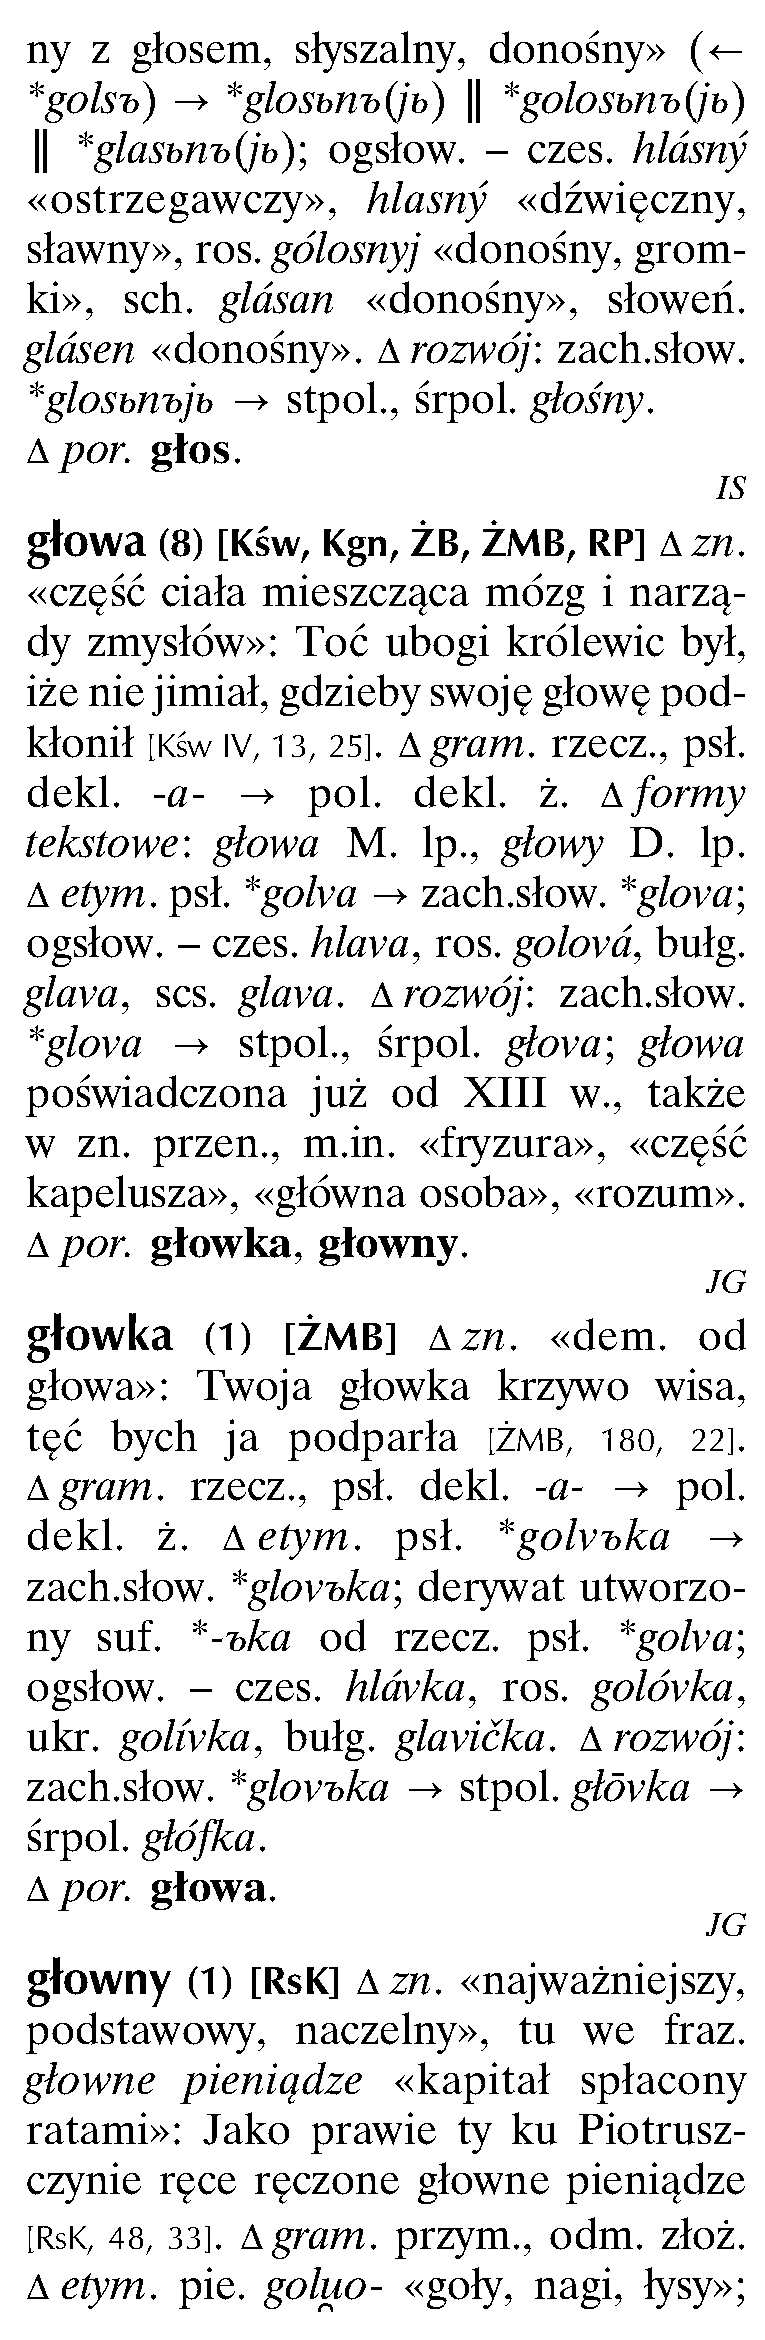 ny z głosem, słyszalny, donośny» (←
*golsъ) → *glosьnъ(jь) ‖ *golosьnъ(jь)
‖ *glasьnъ(jь); ogsłow. – czes. hlásný
«ostrzegawczy», hlasný «dźwięczny,
sławny», ros. gólosnyj «donośny, grom-
ki», sch. glásan «donośny», słoweń.
glásen «donośny». ∆ rozwój: zach.słow.
*glosьnъjь → stpol., śrpol. głośny.
∆ por. głos.
IS
głowa (8) [Kśw, Kgn, ŻB, ŻMB, RP] ∆ zn.
«część ciała mieszcząca mózg i narzą-
dy zmysłów»: Toć ubogi królewic był,
iże nie jimiał, gdzieby swoję głowę pod-
kłonił [Kśw IV, 13, 25]. ∆ gram. rzecz., psł.
dekl. -a- → pol. dekl. ż. ∆ formy
tekstowe: głowa M. lp., głowy D. lp.
∆ etym. psł. *golva → zach.słow. *glova;
ogsłow. – czes. hlava, ros. golová, bułg.
glava, scs. glava. ∆ rozwój: zach.słow.
*glova → stpol., śrpol. głova; głowa
poświadczona już od XIII w., także
w zn. przen., m.in. «fryzura», «część
kapelusza», «główna osoba», «rozum».
∆ por. głowka, głowny.
JG
głowka (1) [ŻMB] ∆ zn. «dem. od
głowa»: Twoja głowka krzywo wisa,
tęć bych ja podparła [ŻMB, 180, 22].
∆ gram. rzecz., psł. dekl. -a- → pol.
dekl. ż. ∆ etym. psł. *golvъka →
zach.słow. *glovъka; derywat utworzo-
ny suf. *-ъka od rzecz. psł. *golva;
ogsłow. – czes. hlávka, ros. golóvka,
ukr. golívka, bułg. glavička. ∆ rozwój:
zach.słow. *glovъka → stpol. głōvka →
śrpol. głófka.
∆ por. głowa.
JG
głowny (1) [RsK] ∆ zn. «najważniejszy,
podstawowy, naczelny», tu we fraz.
głowne pieniądze «kapitał spłacony
ratami»: Jako prawie ty ku Piotrusz-
czynie ręce ręczone głowne pieniądze
[RsK, 48, 33]. ∆ gram. przym., odm. złoż.
∆ etym. pie. golu̯o- «goły, nagi, łysy»;